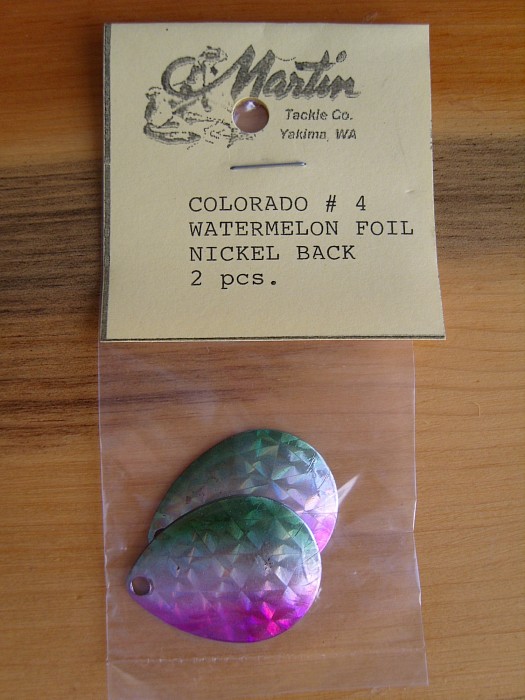 Martin
Tackle Co.
Yakima, WA
COLORADO # 4
WATERMELON FOIL
NICKEL BACK
2 pcs.